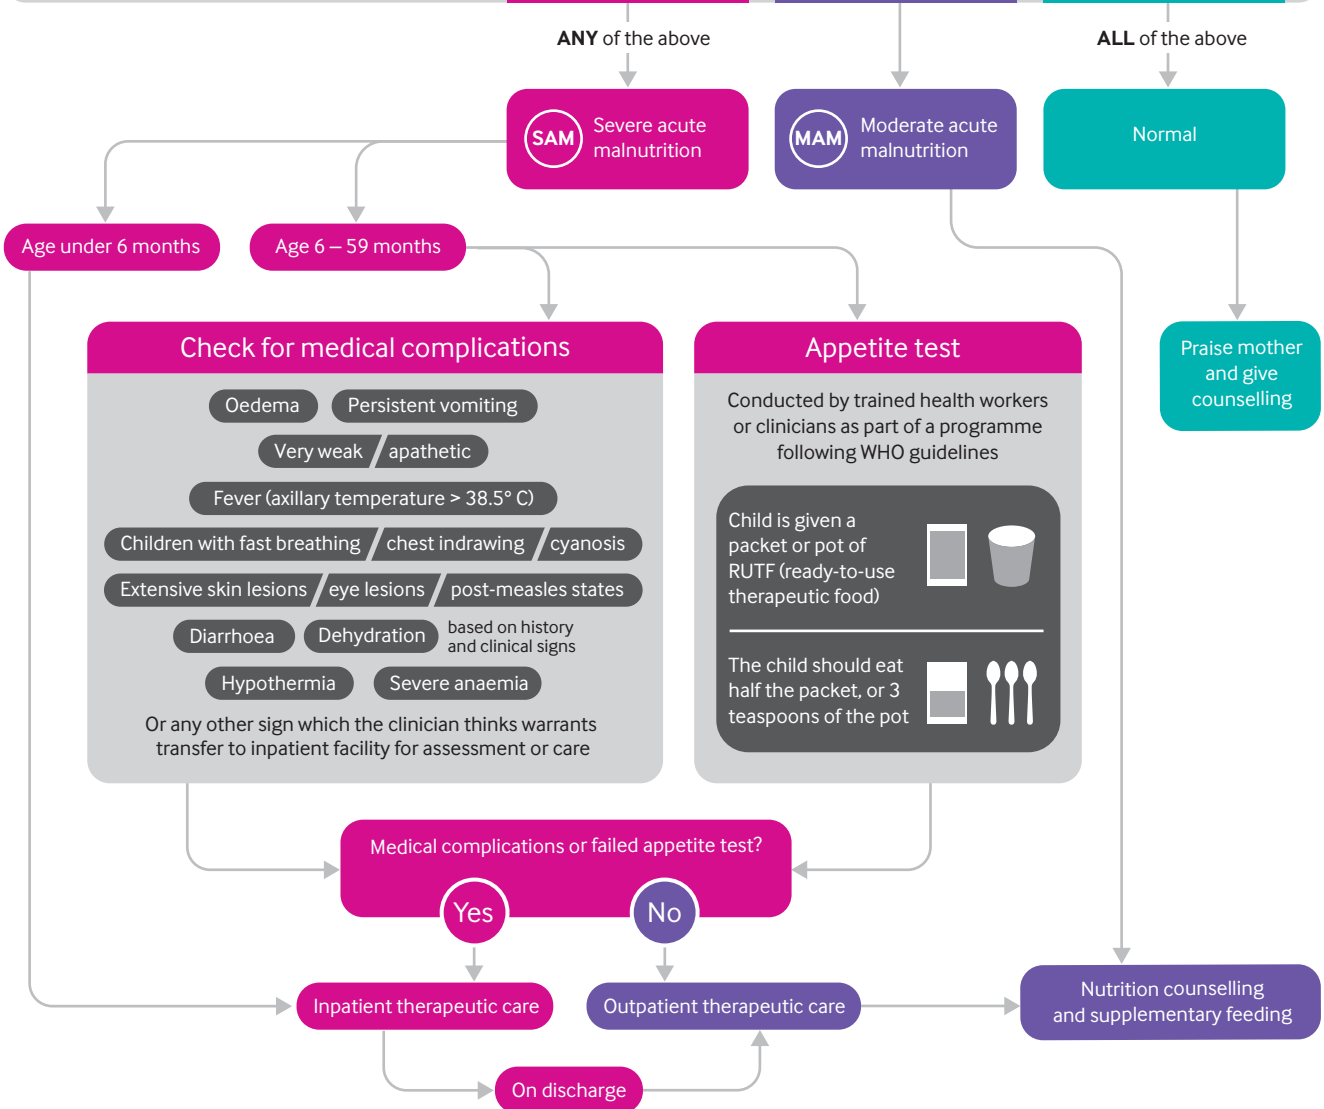 ANY of the above
ALL of the above
SAM
Severe acute
malnutrition
MAM
Moderate acute
malnutrition
Normal
Age under 6 months
Age 6 – 59 months
Check for medical complications
Oedema
Persistent vomiting
Very weak / apathetic
Fever (axillary temperature > 38.5° C)
Children with fast breathing / chest indrawing / cyanosis
Extensive skin lesions / eye lesions / post-measles states
Diarrhoea
Dehydration
based on history
and clinical signs
Hypothermia
Severe anaemia
Or any other sign which the clinician thinks warrants
transfer to inpatient facility for assessment or care
Appetite test
Conducted by trained health workers
or clinicians as part of a programme
following WHO guidelines
Child is given a
packet or pot of
RUTF (ready-to-use
therapeutic food)
The child should eat
half the packet, or 3
teaspoons of the pot
Praise mother
and give
counselling
Medical complications or failed appetite test?
Yes
No
Inpatient therapeutic care
Outpatient therapeutic care
Nutrition counselling
and supplementary feeding
On discharge